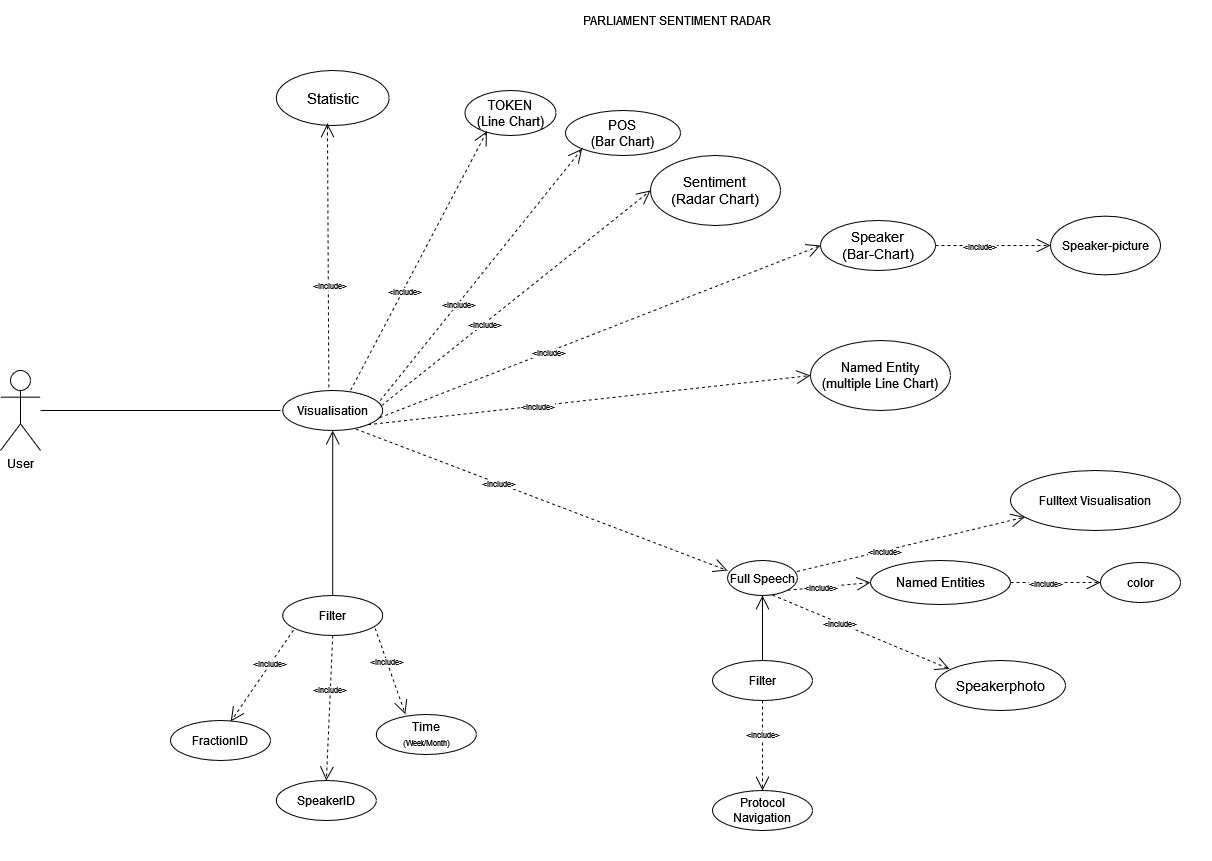 PARLIAMENT SENTIMENT RADAR
Statistic
TOKEN
(Line Chart)
POS
(Bar Chart)
Sentiment
(Radar Chart)
Speaker
(Bar-Chart)
<include>
Speaker-picture
<include>
<include>
<include>
<include>
<include>
Named Entity
(multiple Line Chart)
<include>
Visualisation
User
<include>
Fulltext Visualisation
<include>
Full Speech
<include>
Named Entities
<include>
color
Filter
<include>
<include>
<include>
<include>
Filter
Speakerphoto
FractionID
Time
(Week/Month)
<include>
SpeakerID
Protocol
Navigation